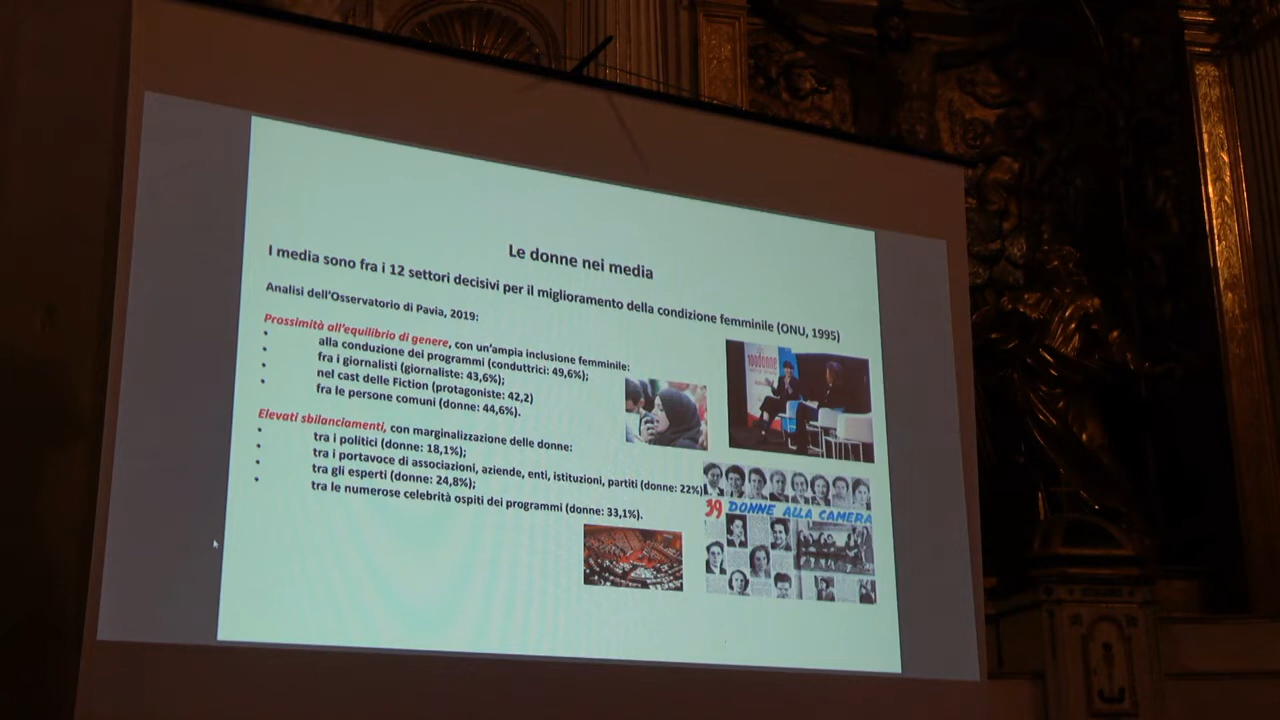 Le donne nei media
I media sono fra i 12 settori decisivi per il miglioramento della condizione femminile (ONU, 1995)
Analisi dell'Osservatorio di Pavia, 2019:
Prossimità all'equilibrio di genere, con un'ampia inclusione femminile:
• alla conduzione dei programmi (conduttrici: 49,6%);
• fra i giornalisti (giornaliste: 43,6%);
• nel cast delle Fiction (protagoniste: 42,2)
• fra le persone comuni (donne: 44,6%).
Elevati sbilanciamenti, con marginalizzazione delle donne:
• tra i politici (donne: 18,1%);
• tra i portavoce di associazioni, aziende, enti, istituzioni, partiti (donne: 22%)
• tra gli esperti (donne: 24,8%);
• tra le numerose celebrità ospiti dei programmi (donne: 33,1%).
100donne
39 DONNE ALLA CAMERA